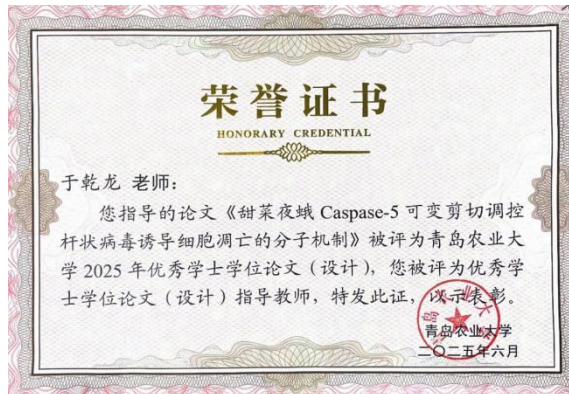 荣誉证书
HONORARY CREDENTIAL
于乾龙 老师：
您指导的论文《甜菜夜蛾 Caspase-5 可变剪切调控
杆状病毒诱导细胞凋亡的分子机制》被评为青岛农业大
学 2025 年优秀学士学位论文（设计），您被评为优秀学
士学位论文（设计）指导教师，特发此证，以示表彰。
青岛农业大学
二〇二五年六月